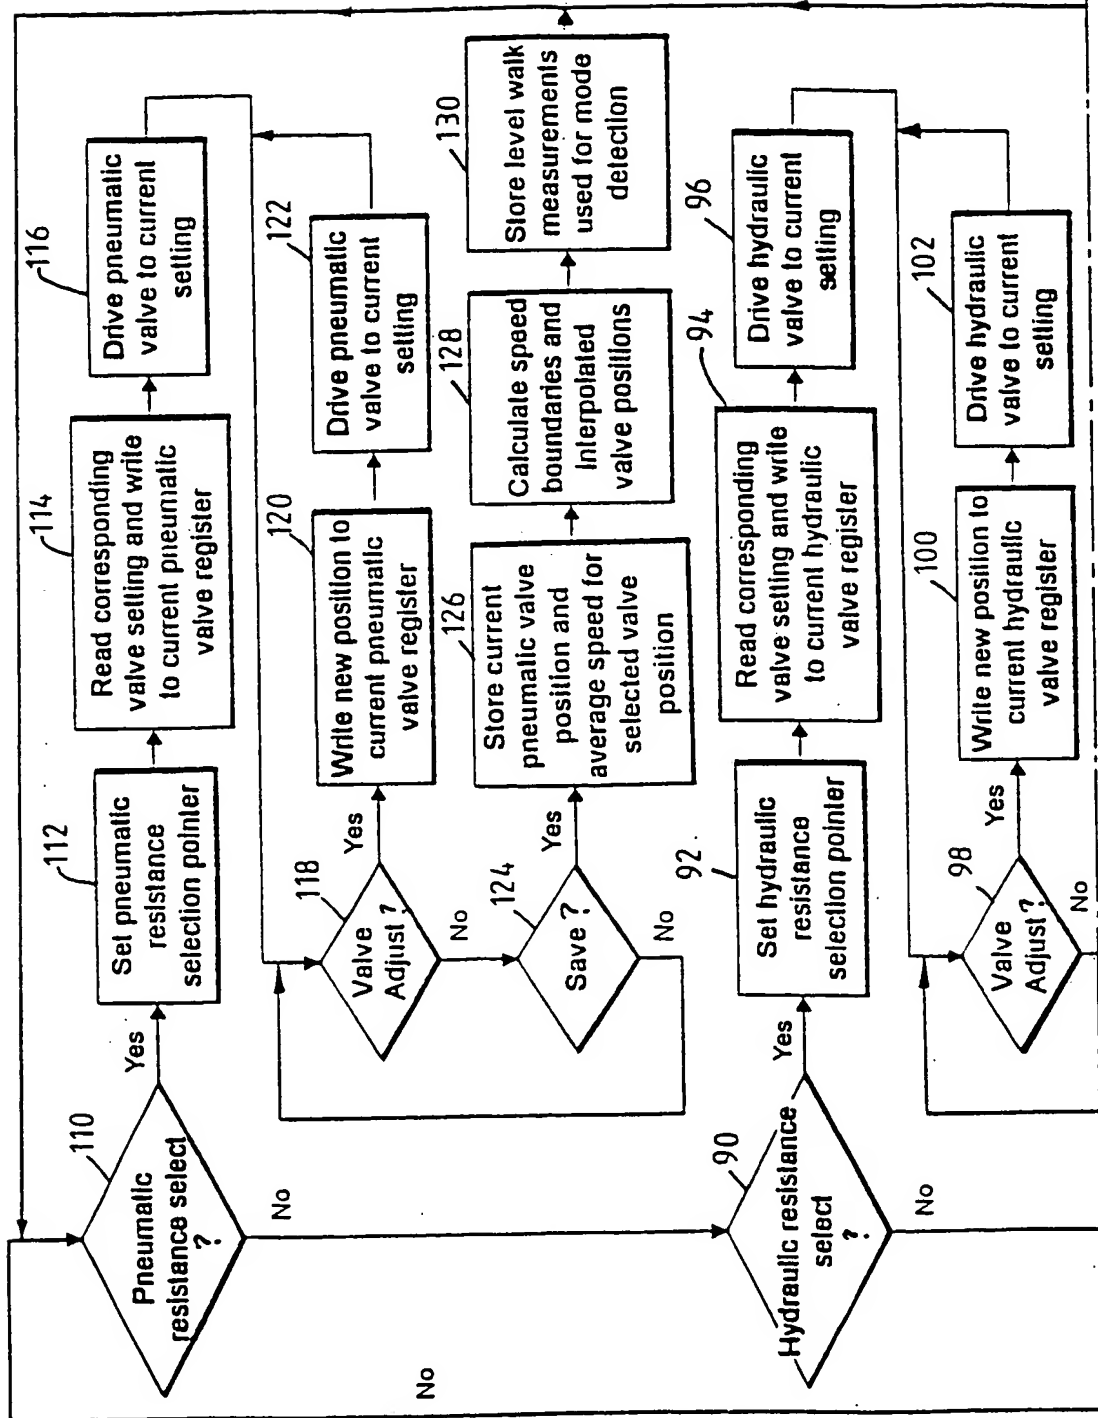 110
Pneumatic
resistance select
?
Yes
No
112
Set pneumatic
resistance
selection pointer
114
Read corresponding
valve setting and write
to current pneumatic
valve register
116
Drive pneumatic
valve to current
setting
118
Valve
Adjust?
Yes
No
120
Write new position to
current pneumatic
valve register
122
Drive pneumatic
valve to current
setting
124
Save?
Yes
No
126
Store current
pneumatic valve
position and
average speed for
selected valve
position
128
Calculate speed
boundaries and
Interpolated
valve positions
130
Store level walk
measurements
used for mode
detection
90
Hydraulic resistance
select
?
Yes
No
92
Set hydraulic
resistance
selection pointer
94
Read corresponding
valve setting and write
to current hydraulic
valve register
96
Drive hydraulic
valve to current
setting
98
Valve
Adjust?
Yes
No
100
Write new position to
current hydraulic
valve register
102
Drive hydraulic
valve to current
setting
No